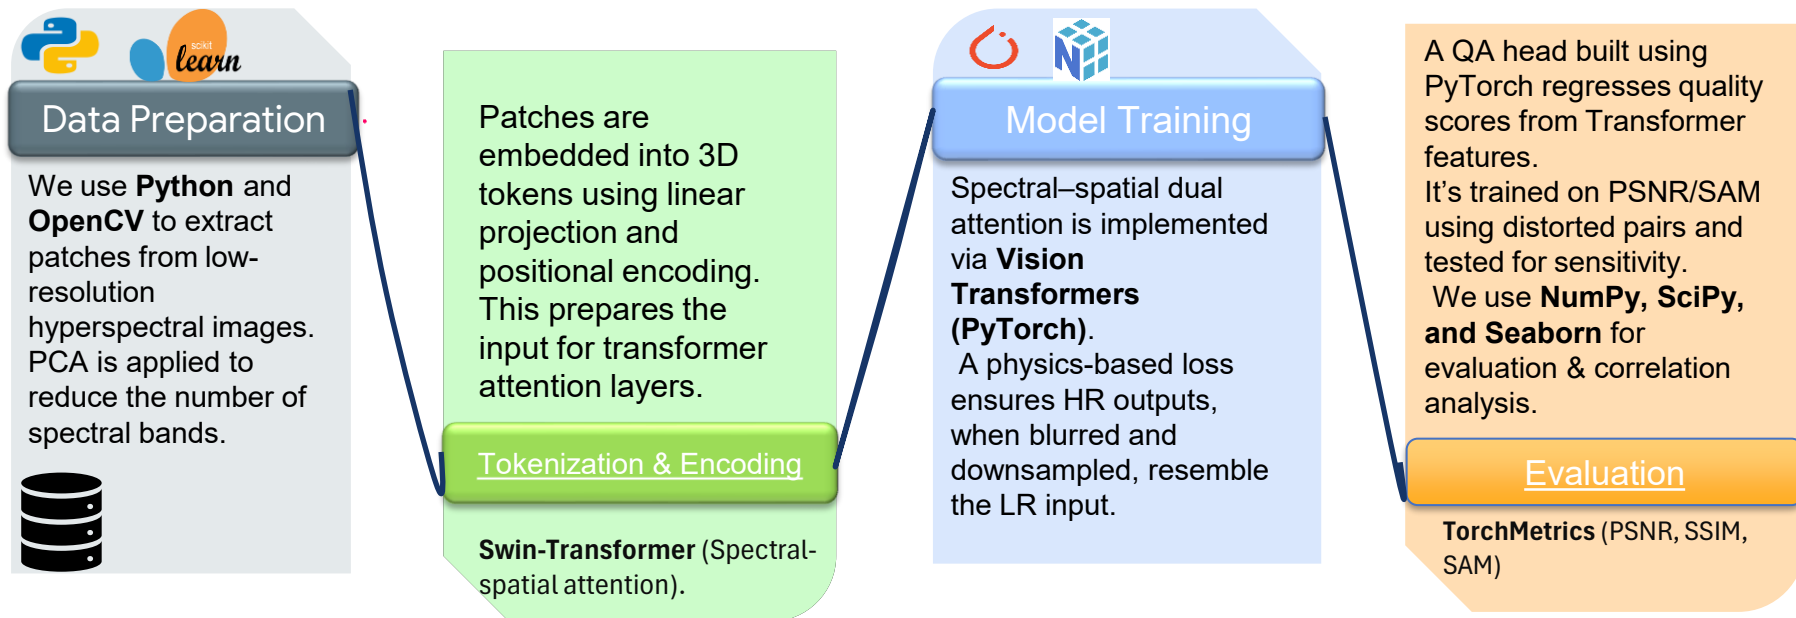 scikit
learn
Data Preparation
We use Python and
OpenCV to extract
patches from low-
resolution
hyperspectral images.
PCA is applied to
reduce the number of
spectral bands.
Patches are
embedded into 3D
tokens using linear
projection and
positional encoding.
This prepares the
input for transformer
attention layers.
Tokenization & Encoding
Swin-Transformer (Spectral-
spatial attention).
N
Model Training
Spectral–spatial dual
attention is implemented
via Vision
Transformers
(PyTorch).
A physics-based loss
ensures HR outputs,
when blurred and
downsampled, resemble
the LR input.
A QA head built using
PyTorch regresses quality
scores from Transformer
features.
It’s trained on PSNR/SAM
using distorted pairs and
tested for sensitivity.
We use NumPy, SciPy,
and Seaborn for
evaluation & correlation
analysis.
Evaluation
TorchMetrics (PSNR, SSIM,
SAM)